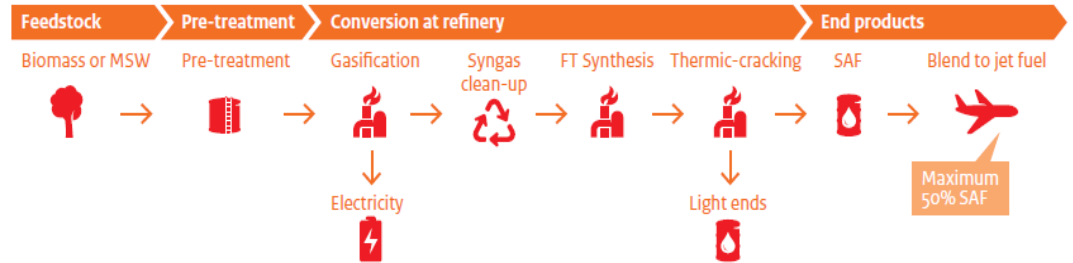 Feedstock
Pre-treatment
Conversion at refinery
End products
Biomass or MSW
Pre-treatment
Gasification
Syngas
clean-up
FT Synthesis
Thermic-cracking
SAF
Blend to jet fuel
Electricity
Light ends
Maximum
50% SAF